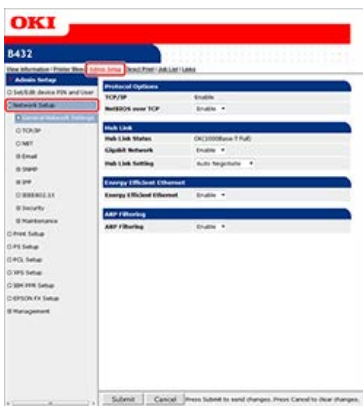 OKI
B432
View Information | Printer Menu | Admin Setup | Direct Print | Job List | Links
Admin Setup
Set/Edit device PIN and User
Network Setup
General Network Settings
TCP/IP
NBT
Email
SNMP
IPP
IEEE802.1X
Security
Maintenance
Print Setup
PS Setup
PCL Setup
XPS Setup
IBM PPR Setup
EPSON FX Setup
Management
Protocol Options
TCP/IP Enable
NetBIOS over TCP Enable
Hub Link
Hub Link Status OK(1000Base-T Full)
Gigabit Network Enable
Hub Link Setting Auto Negotiate
Energy Efficient Ethernet
Energy Efficient Ethernet Enable
ARP Filtering
ARP Filtering Enable
Submit Cancel Press Submit to send changes. Press Cancel to clear changes.